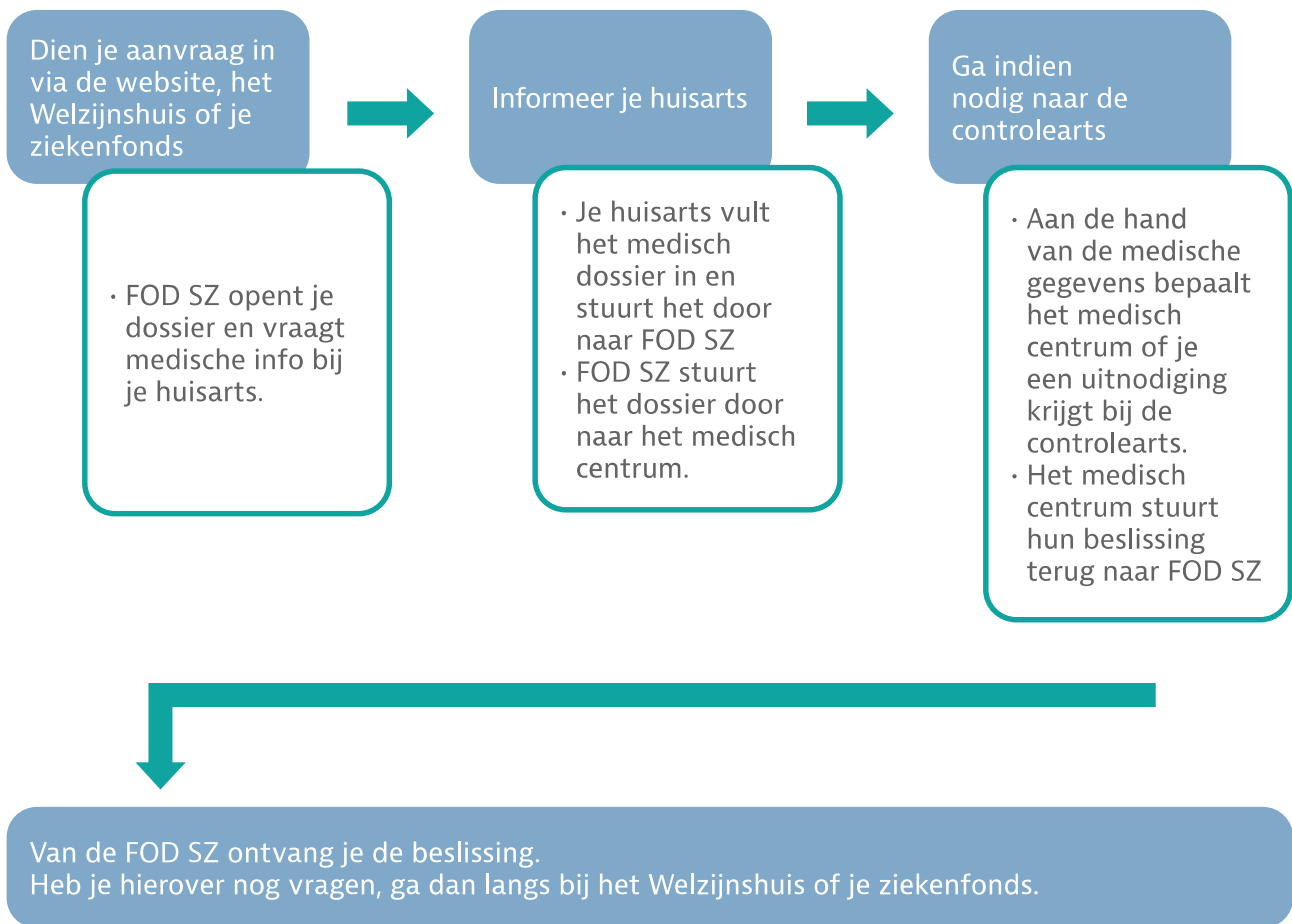 Dien je aanvraag in
via de website, het
Welzijnshuis of je
ziekenfonds
· FOD SZ opent je
dossier en vraagt
medische info bij
je huisarts.
Informeer je huisarts
· Je huisarts vult
het medisch
dossier in en
stuurt het door
naar FOD SZ
· FOD SZ stuurt
het dossier door
naar het medisch
centrum.
Ga indien
nodig naar de
controlearts
· Aan de hand
van de medische
gegevens bepaalt
het medisch
centrum of je
een uitnodiging
krijgt bij de
controlearts.
· Het medisch
centrum stuurt
hun beslissing
terug naar FOD SZ
Van de FOD SZ ontvang je de beslissing.
Heb je hierover nog vragen, ga dan langs bij het Welzijnshuis of je ziekenfonds.